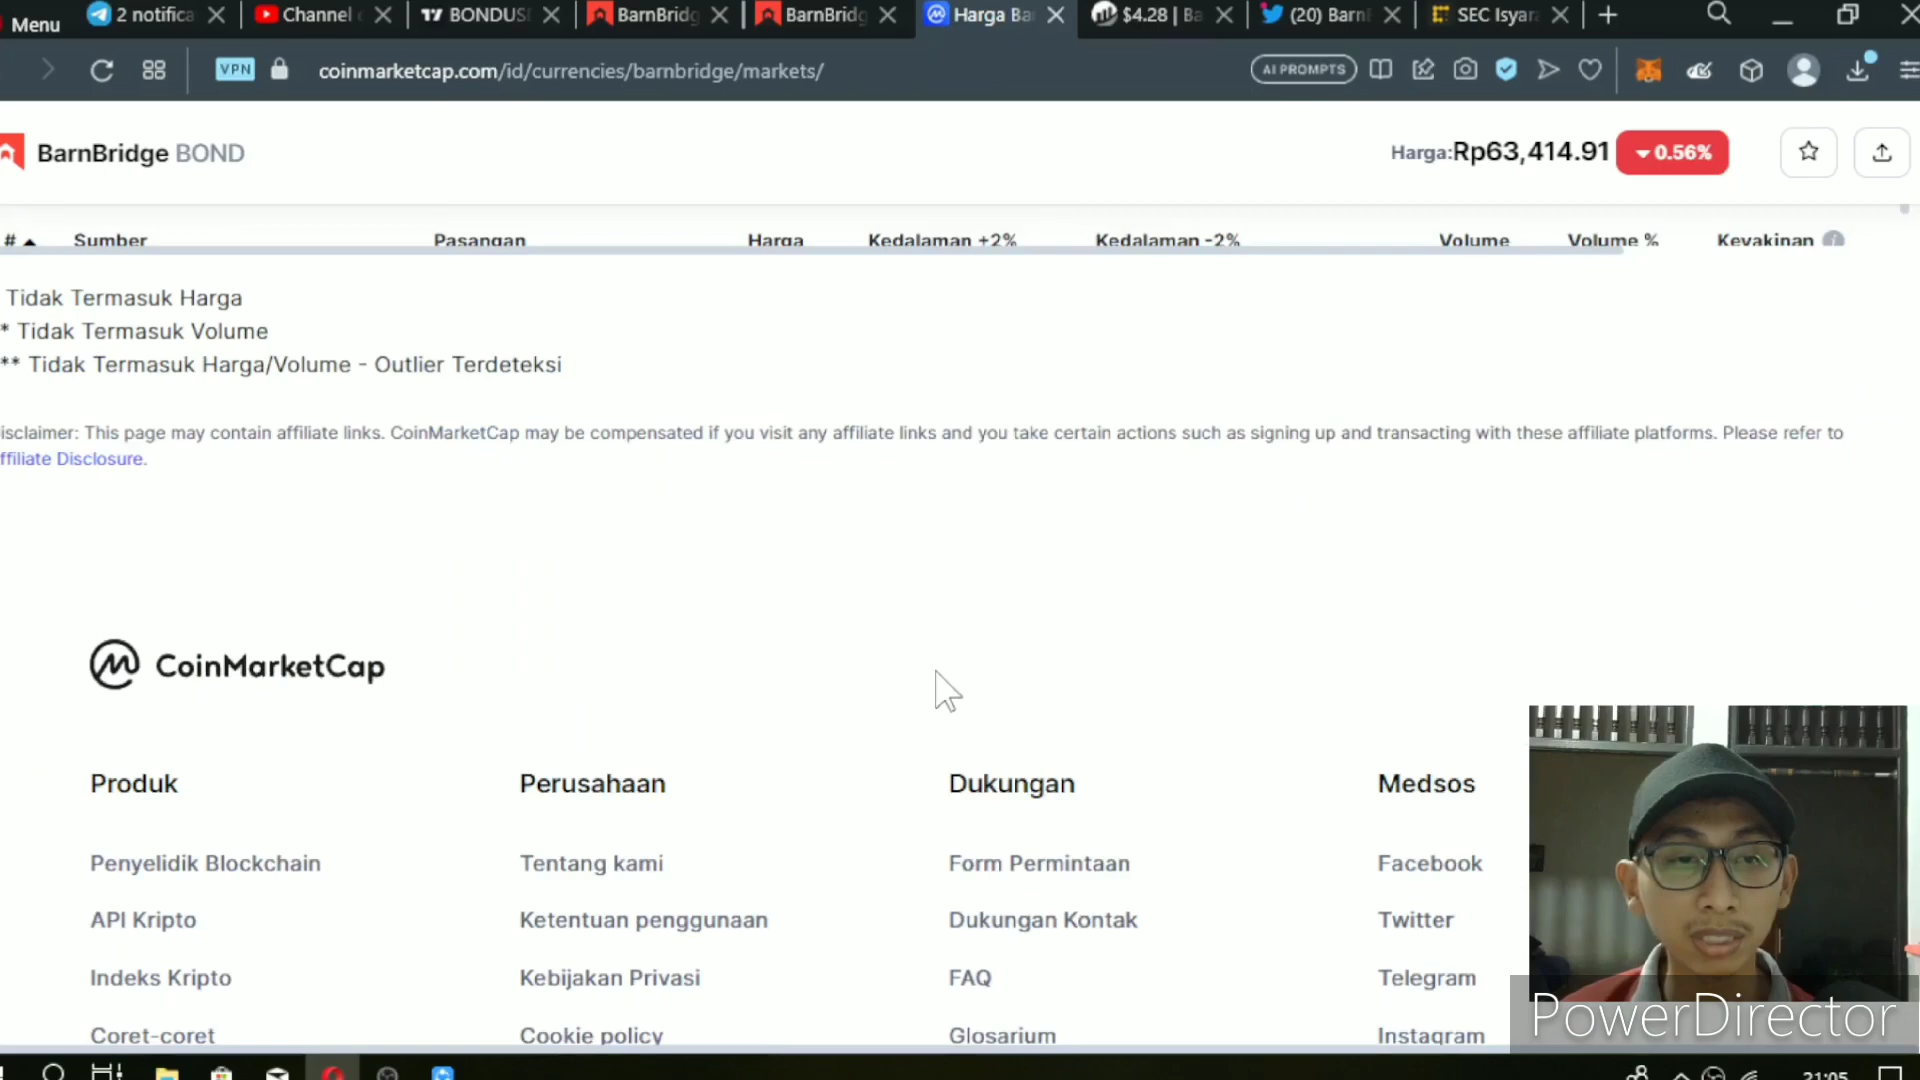 Menu
2 notifica
Channel
BONDUS
BarnBridg
BarnBridg
Harga Bar
$4.28 | Ba
(20) Barn
SEC Isyar
VPN
coinmarketcap.com/id/currencies/barnbridge/markets/
AI PROMPTS
BarnBridge BOND
Harga:Rp63,414.91
0.56%
# Sumber Pasangan Harga Kedalaman +2% Kedalaman -2% Volume Volume % Keyakinan
Tidak Termasuk Harga
* Tidak Termasuk Volume
** Tidak Termasuk Harga/Volume - Outlier Terdeteksi
isclaimer: This page may contain affiliate links. CoinMarketCap may be compensated if you visit any affiliate links and you take certain actions such as signing up and transacting with these affiliate platforms. Please refer to
ffiliate Disclosure.
CoinMarketCap
Produk Perusahaan Dukungan Medsos
Penyelidik Blockchain Tentang kami Form Permintaan Facebook
API Kripto Ketentuan penggunaan Dukungan Kontak Twitter
Indeks Kripto Kebijakan Privasi FAQ Telegram
Coret-coret Cookie policy Glosarium Instagram
PowerDirector
21:05